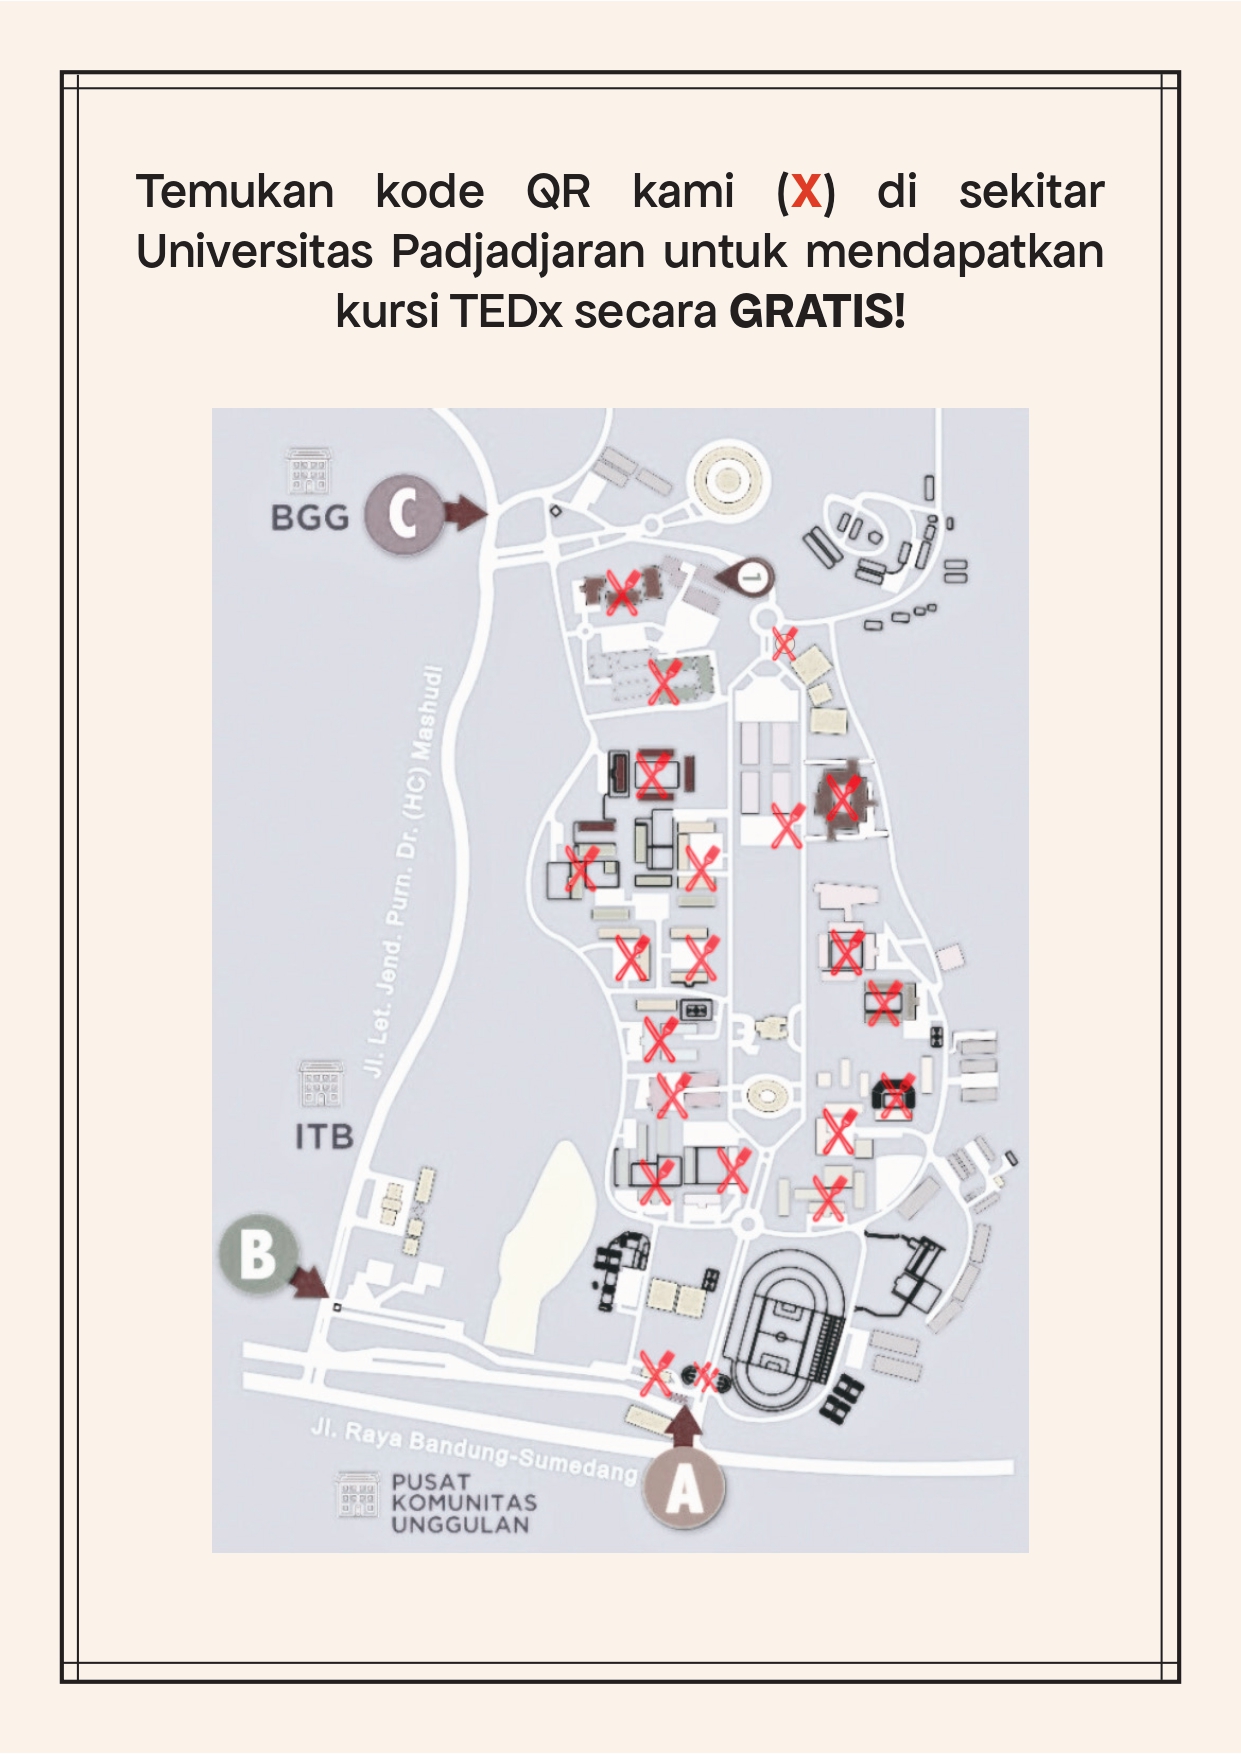 Temukan kode QR kami (X) di sekitar
Universitas Padjadjaran untuk mendapatkan
kursi TEDx secara GRATIS!
BGG
C
1
Jl. Let. Jend. Purn. Dr. (HC) Mashudi
ITB
B
Jl. Raya Bandung-Sumedang
PUSAT
KOMUNITAS
UNGGULAN
A